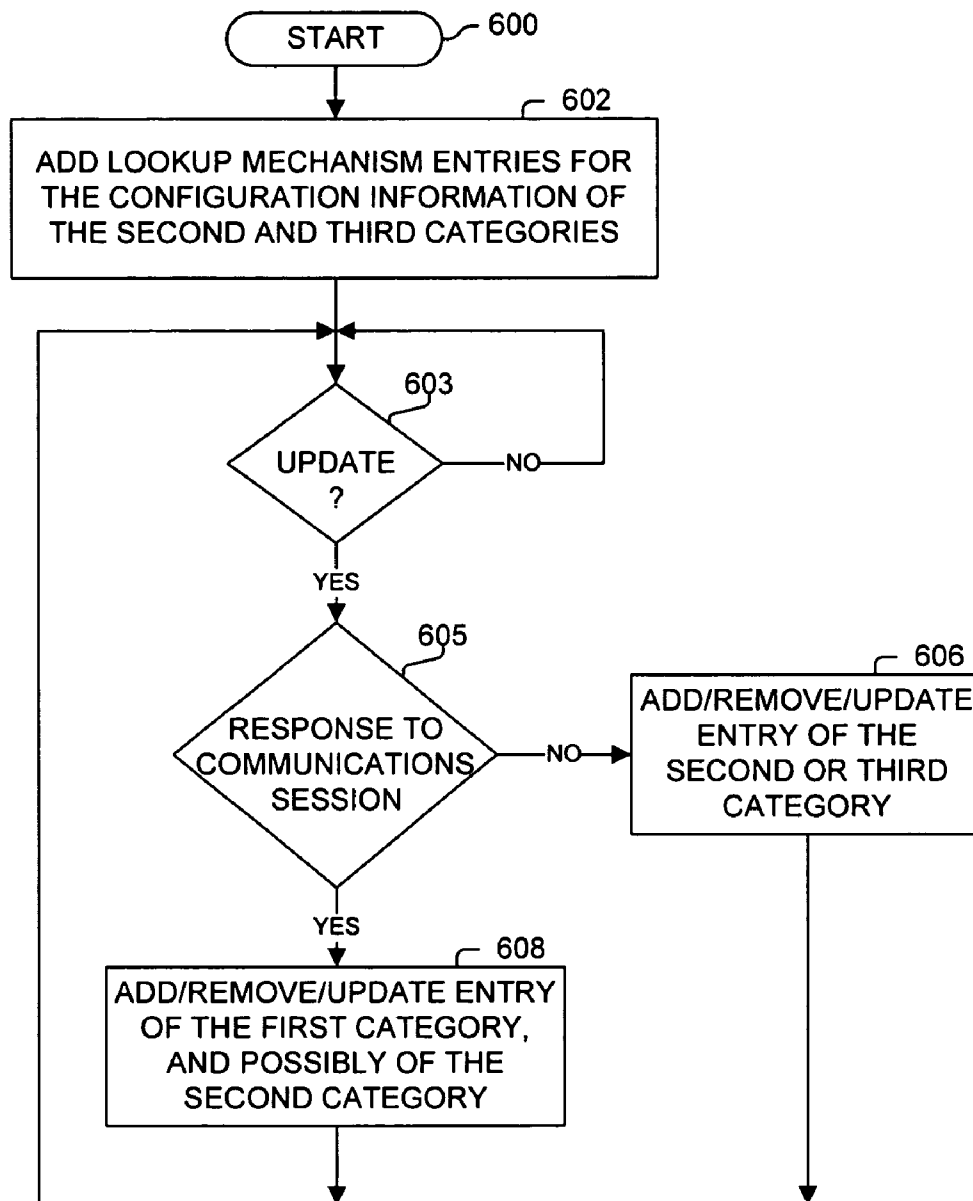 START
600
602
ADD LOOKUP MECHANISM ENTRIES FOR
THE CONFIGURATION INFORMATION OF
THE SECOND AND THIRD CATEGORIES
603
UPDATE
?
NO
YES
605
RESPONSE TO
COMMUNICATIONS
SESSION
NO
606
ADD/REMOVE/UPDATE
ENTRY OF THE
SECOND OR THIRD
CATEGORY
YES
608
ADD/REMOVE/UPDATE ENTRY
OF THE FIRST CATEGORY,
AND POSSIBLY OF THE
SECOND CATEGORY